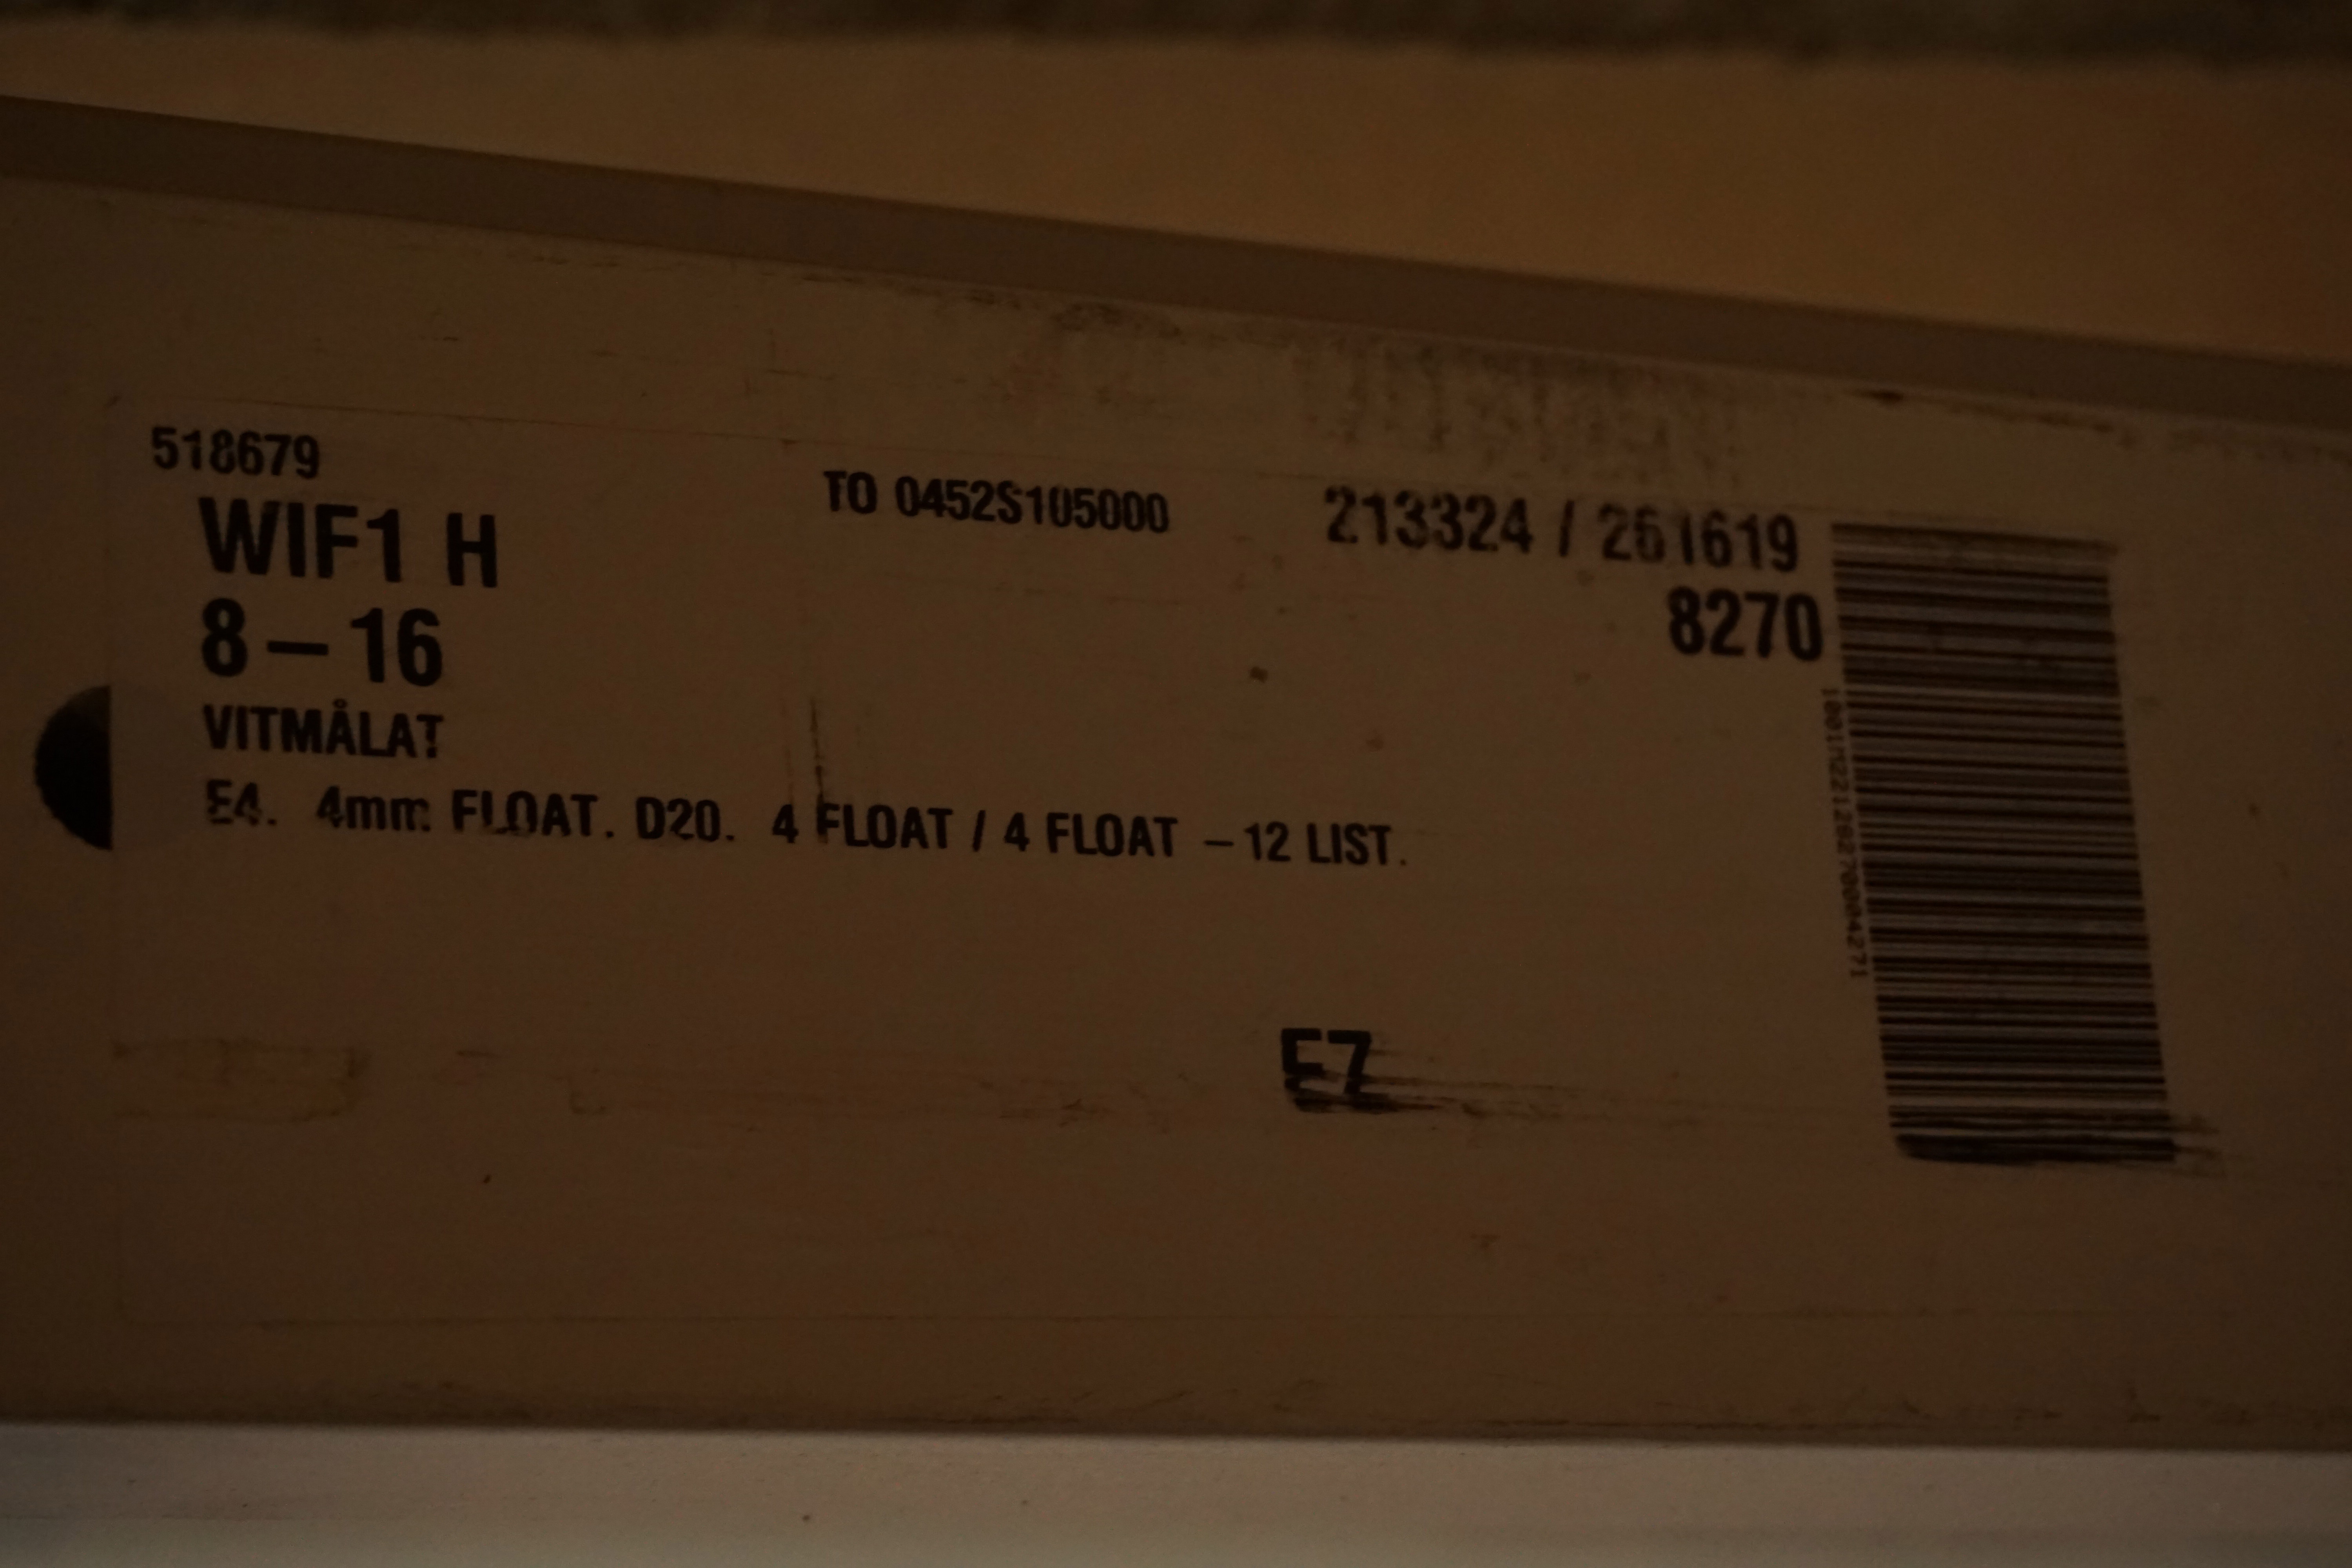 518679
TO 0452S105000
213324 / 261619
WIF1 H
8270
8 – 16
VITMÅLAT
E4. 4mm FLOAT. D20. 4 FLOAT / 4 FLOAT – 12 LIST.